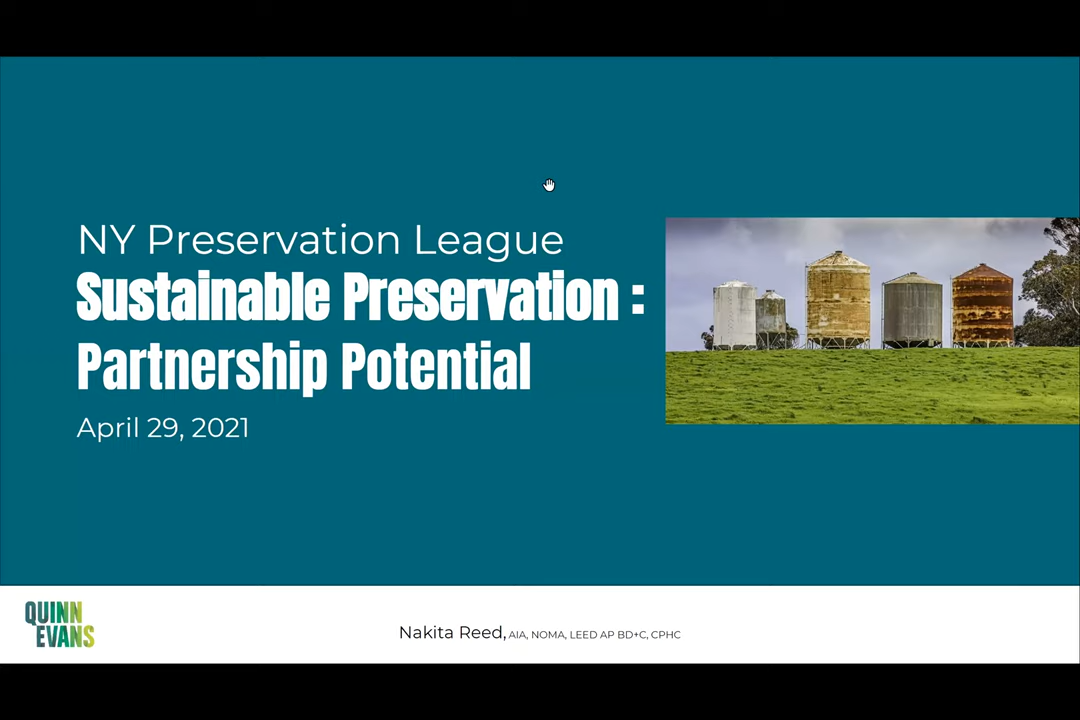 NY Preservation League
Sustainable Preservation :
Partnership Potential
April 29, 2021
QUINN
EVANS
Nakita Reed, AIA, NOMA, LEED AP BD+C, CPHC